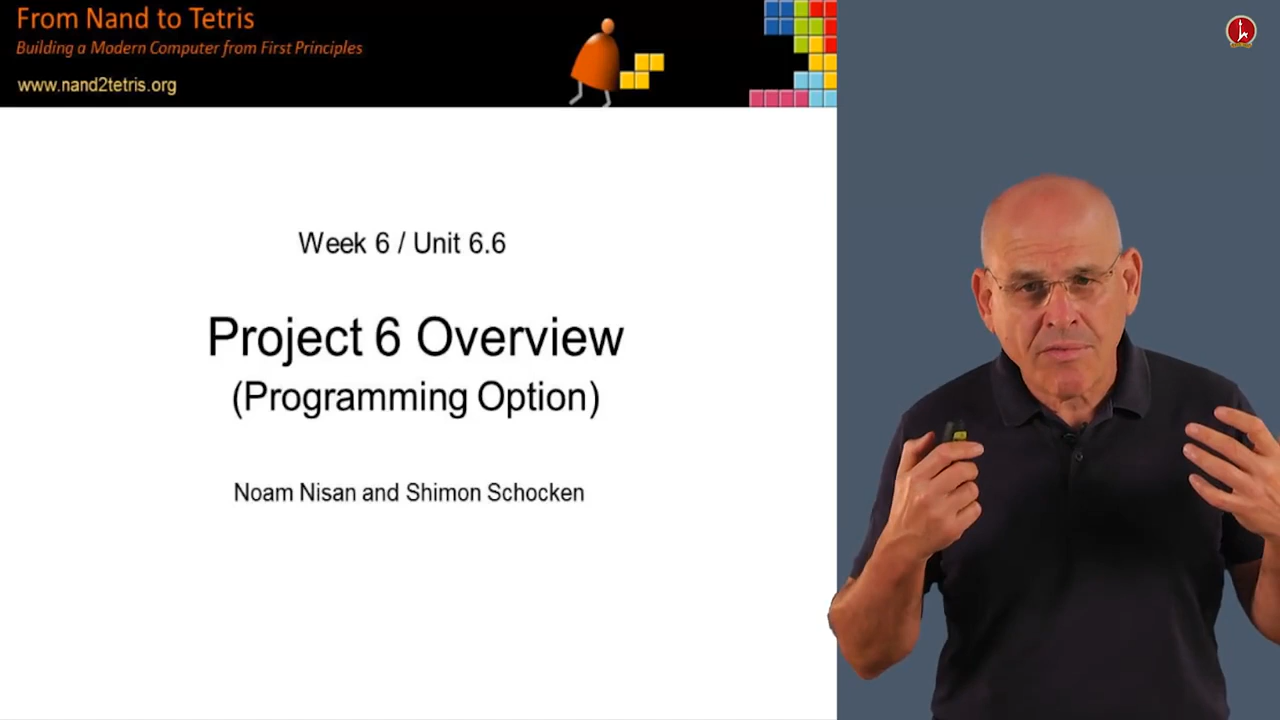 From Nand to Tetris
Building a Modern Computer from First Principles
www.nand2tetris.org
Week 6 / Unit 6.6
Project 6 Overview
(Programming Option)
Noam Nisan and Shimon Schocken